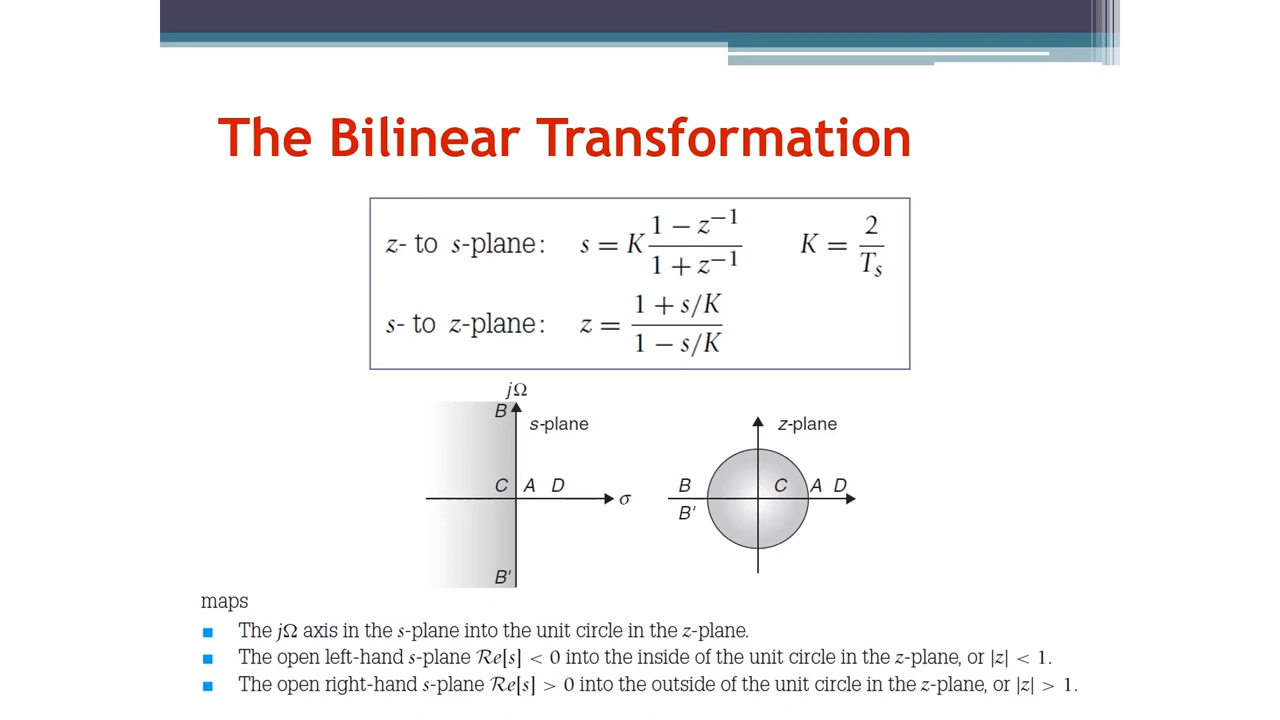 The Bilinear Transformation
z- to s-plane: s = K (1 − z⁻¹)/(1 + z⁻¹) K = 2/Tₛ
s- to z-plane: z = (1 + s/K)/(1 − s/K)
jΩ
B
s-plane
z-plane
C A D
σ
B C A D
B'
B'
maps
The jΩ axis in the s-plane into the unit circle in the z-plane.
The open left-hand s-plane Re[s] < 0 into the inside of the unit circle in the z-plane, or |z| < 1.
The open right-hand s-plane Re[s] > 0 into the outside of the unit circle in the z-plane, or |z| > 1.